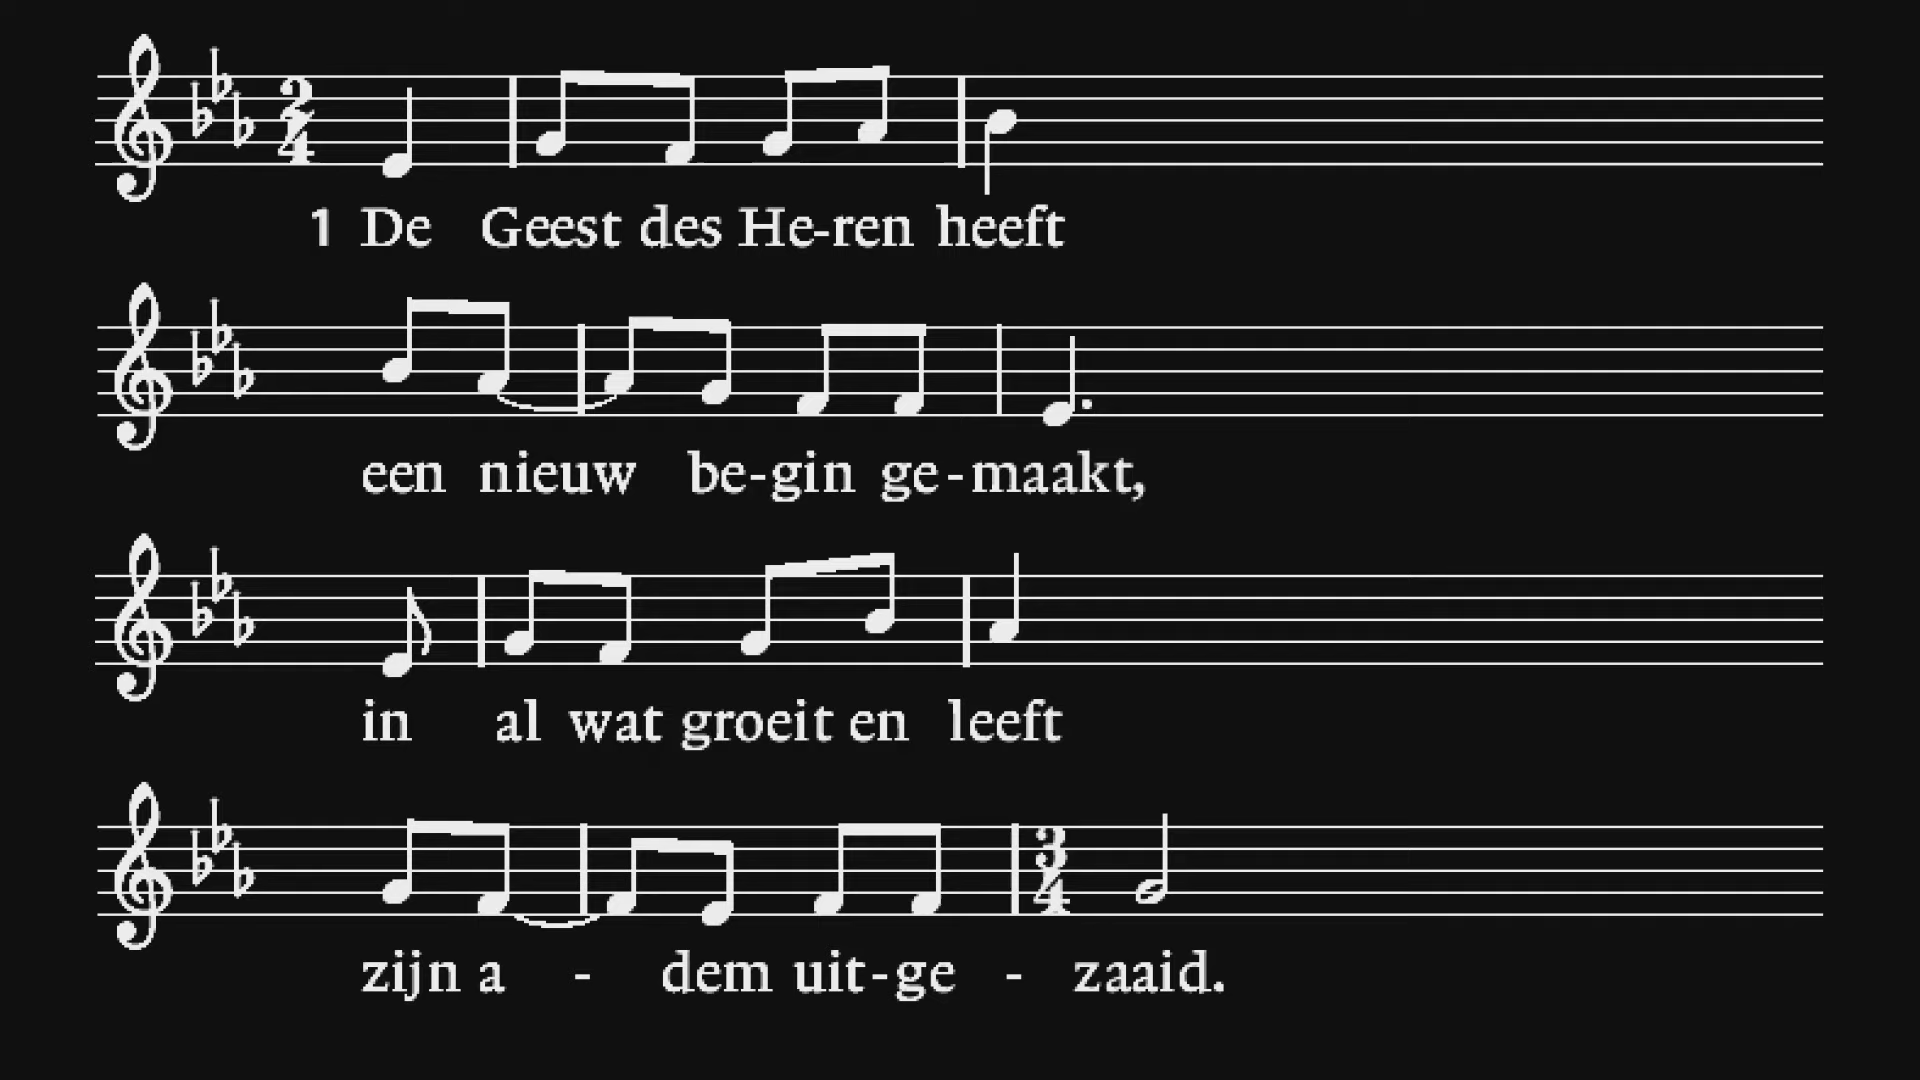 1 De Geest des He-ren heeft
een nieuw be-gin ge-maakt,
in al wat groeit en leeft
zijn a - dem uit-ge - zaaid.